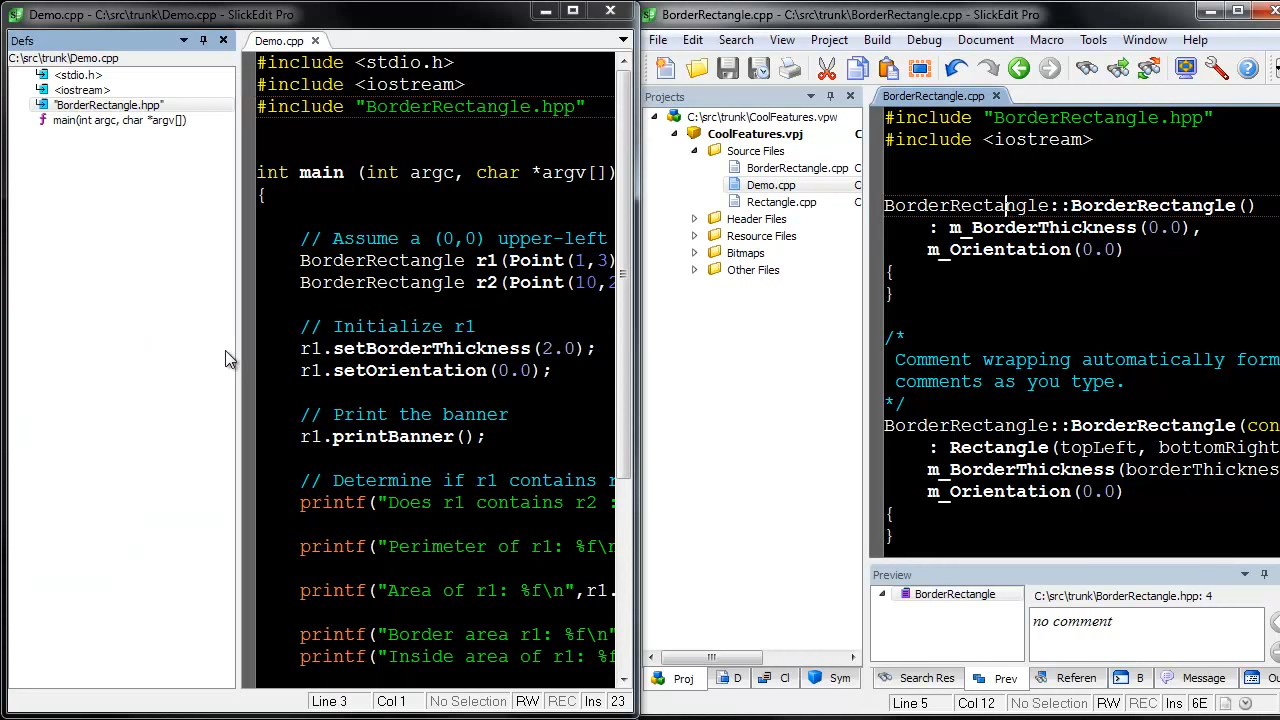 Demo.cpp - C:\src\trunk\Demo.cpp - SlickEdit Pro
Defs
C:\src\trunk\Demo.cpp
<stdio.h>
<iostream>
"BorderRectangle.hpp"
main(int argc, char *argv[])
Demo.cpp
#include <stdio.h>
#include <iostream>
#include "BorderRectangle.hpp"
int main (int argc, char *argv[])
{
// Assume a (0,0) upper-left
BorderRectangle r1(Point(1,3)
BorderRectangle r2(Point(10,2
// Initialize r1
r1.setBorderThickness(2.0);
r1.setOrientation(0.0);
// Print the banner
r1.printBanner();
// Determine if r1 contains r
printf("Does r1 contains r2 :
printf("Perimeter of r1: %f\n
printf("Area of r1: %f\n",r1.
printf("Border area r1: %f\n"
printf("Inside area of r1: %f
Line 3 Col 1 No Selection RW REC Ins 23
BorderRectangle.cpp - C:\src\trunk\BorderRectangle.cpp - SlickEdit Pro
File Edit Search View Project Build Debug Document Macro Tools Window Help
Projects
C:\src\trunk\CoolFeatures.vpw
CoolFeatures.vpj C
Source Files
BorderRectangle.cpp C
Demo.cpp C
Rectangle.cpp C
Header Files
Resource Files
Bitmaps
Other Files
Proj D Cl Sym
BorderRectangle.cpp
#include "BorderRectangle.hpp"
#include <iostream>
BorderRectangle::BorderRectangle()
: m_BorderThickness(0.0),
m_Orientation(0.0)
{
}
/*
Comment wrapping automatically form
comments as you type.
*/
BorderRectangle::BorderRectangle(con
: Rectangle(topLeft, bottomRight
m_BorderThickness(borderThicknes
m_Orientation(0.0)
{
}
Preview
BorderRectangle
C:\src\trunk\BorderRectangle.hpp: 4
no comment
Search Res Prev Referen B Message Ou
Line 5 Col 12 No Selection RW REC Ins 6E